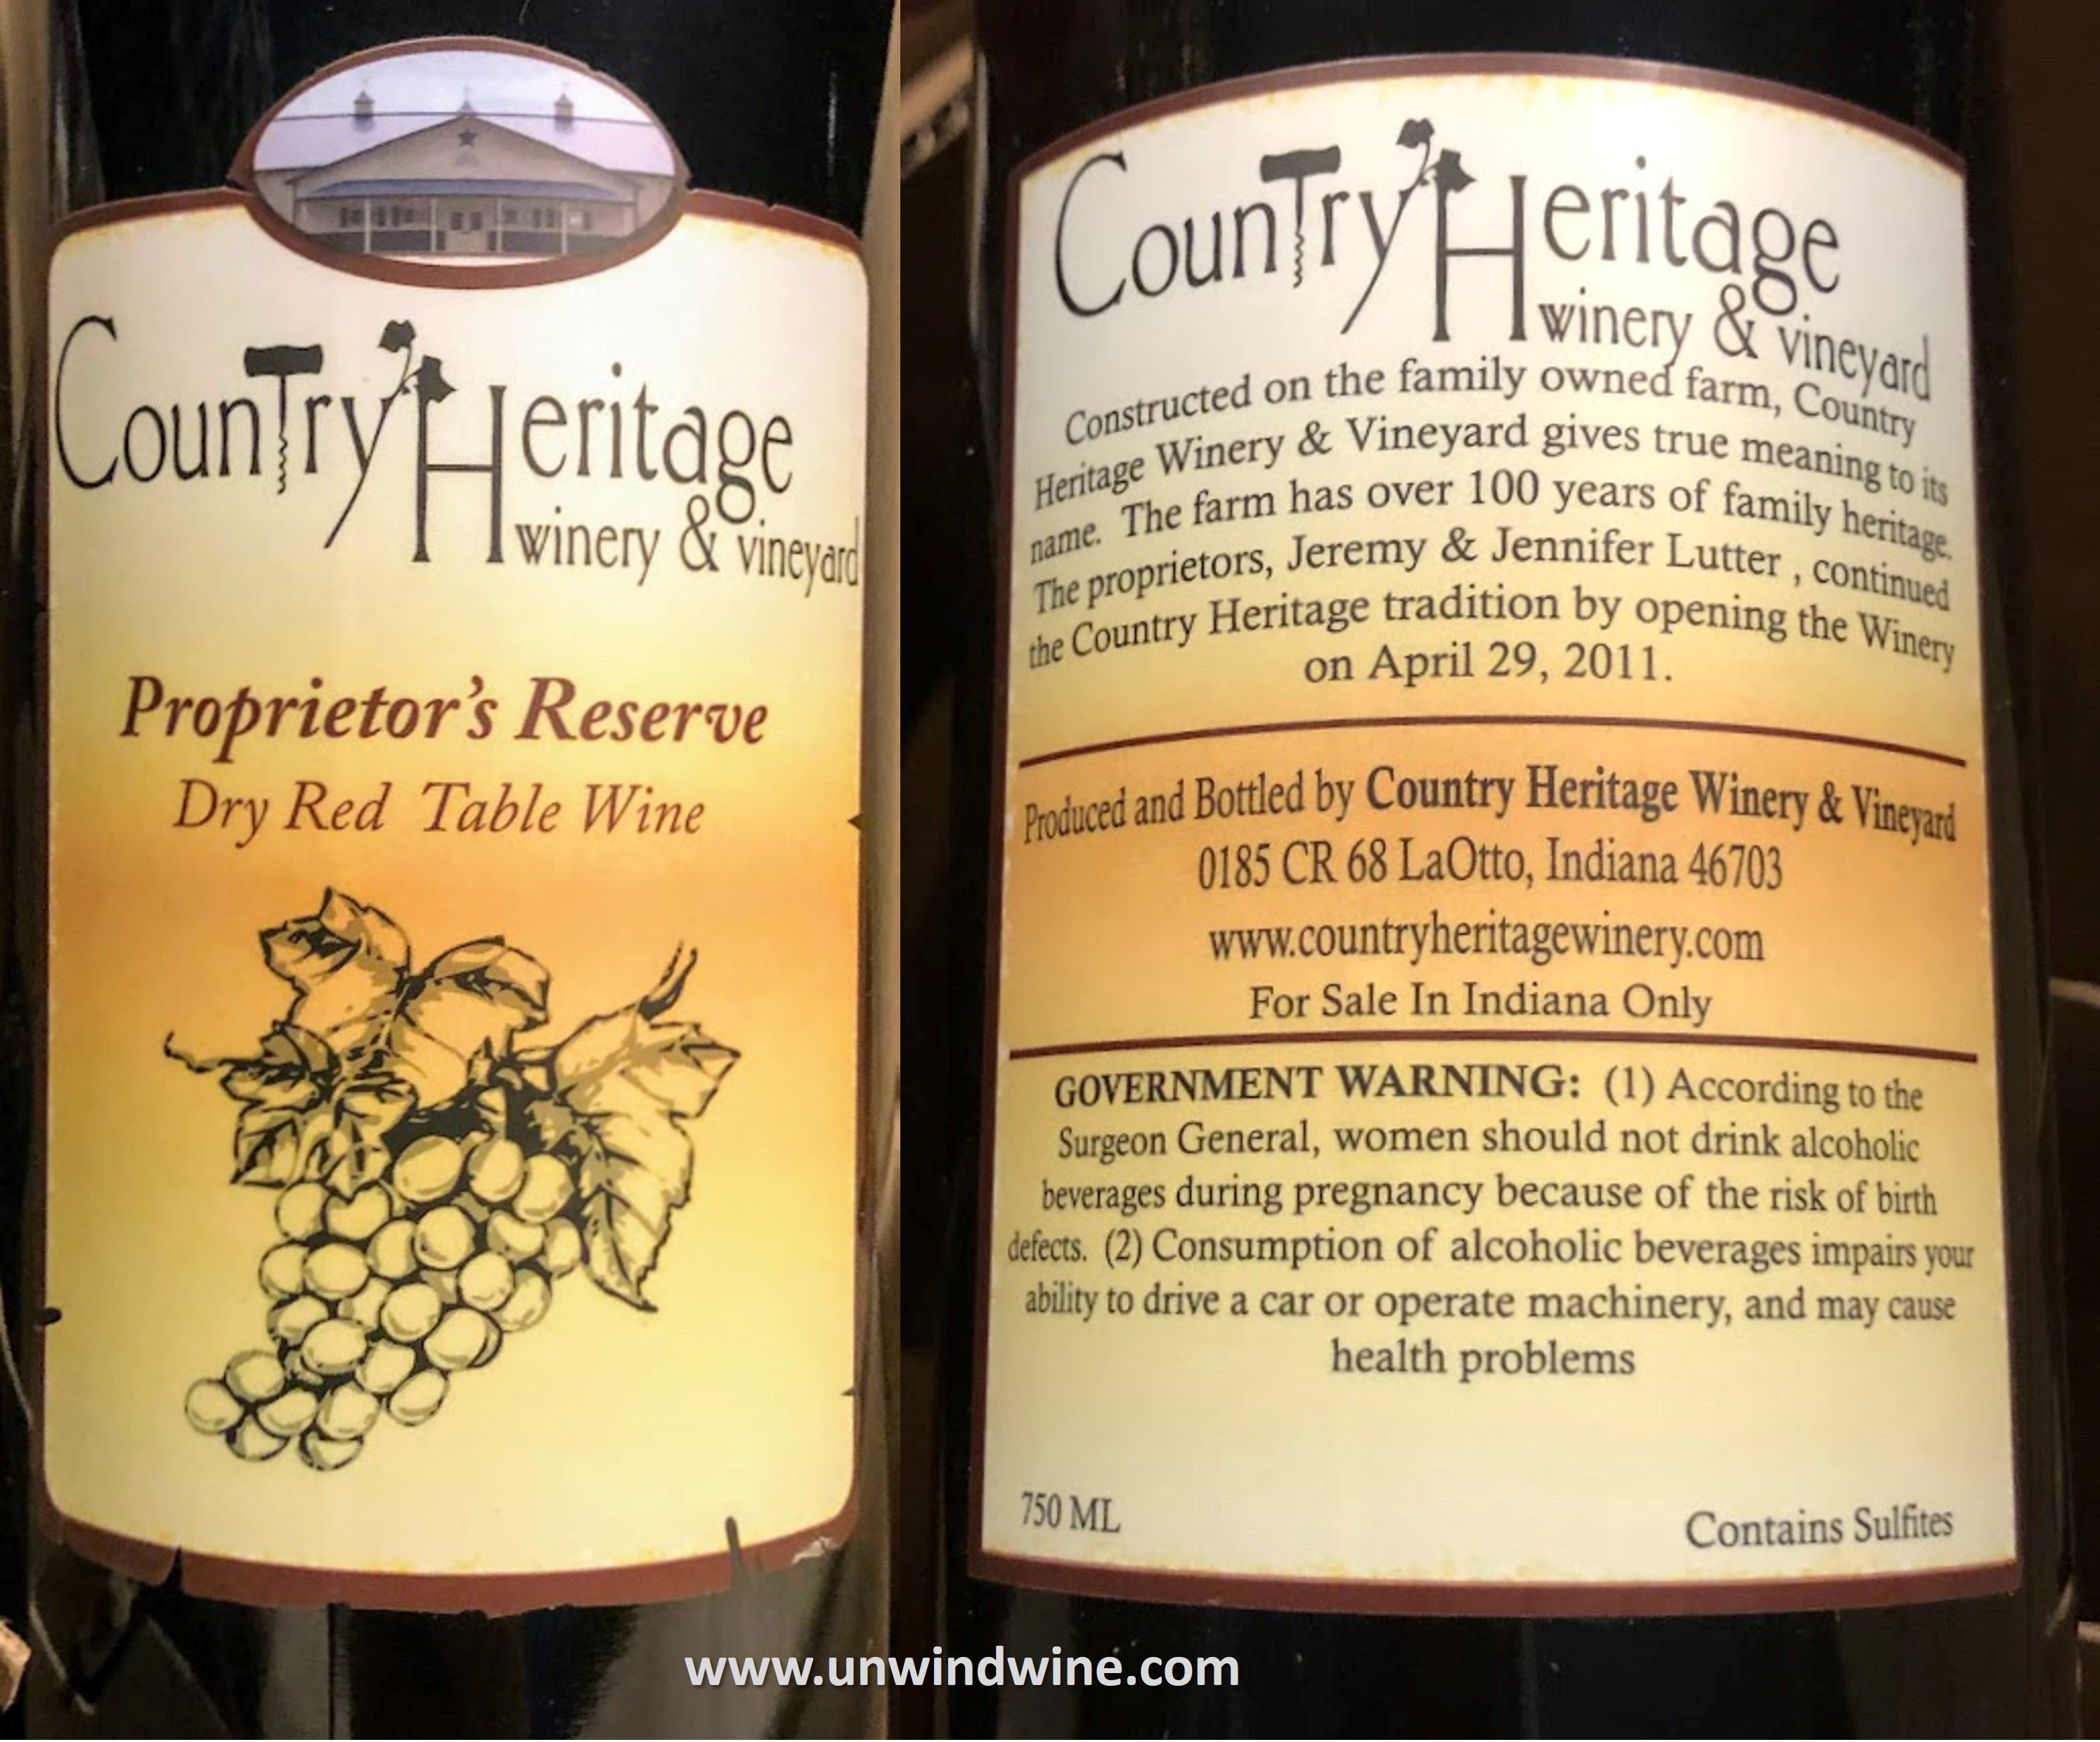 Country Heritage
winery & vineyard
Proprietor's Reserve
Dry Red Table Wine
Country Heritage
winery & vineyard
Constructed on the family owned farm, Country
Heritage Winery & Vineyard gives true meaning to its
name. The farm has over 100 years of family heritage.
The proprietors, Jeremy & Jennifer Lutter , continued
the Country Heritage tradition by opening the Winery
on April 29, 2011.
Produced and Bottled by Country Heritage Winery & Vineyard
0185 CR 68 LaOtto, Indiana 46703
www.countryheritagewinery.com
For Sale In Indiana Only
GOVERNMENT WARNING: (1) According to the
Surgeon General, women should not drink alcoholic
beverages during pregnancy because of the risk of birth
defects. (2) Consumption of alcoholic beverages impairs your
ability to drive a car or operate machinery, and may cause
health problems
750 ML
Contains Sulfites
www.unwindwine.com